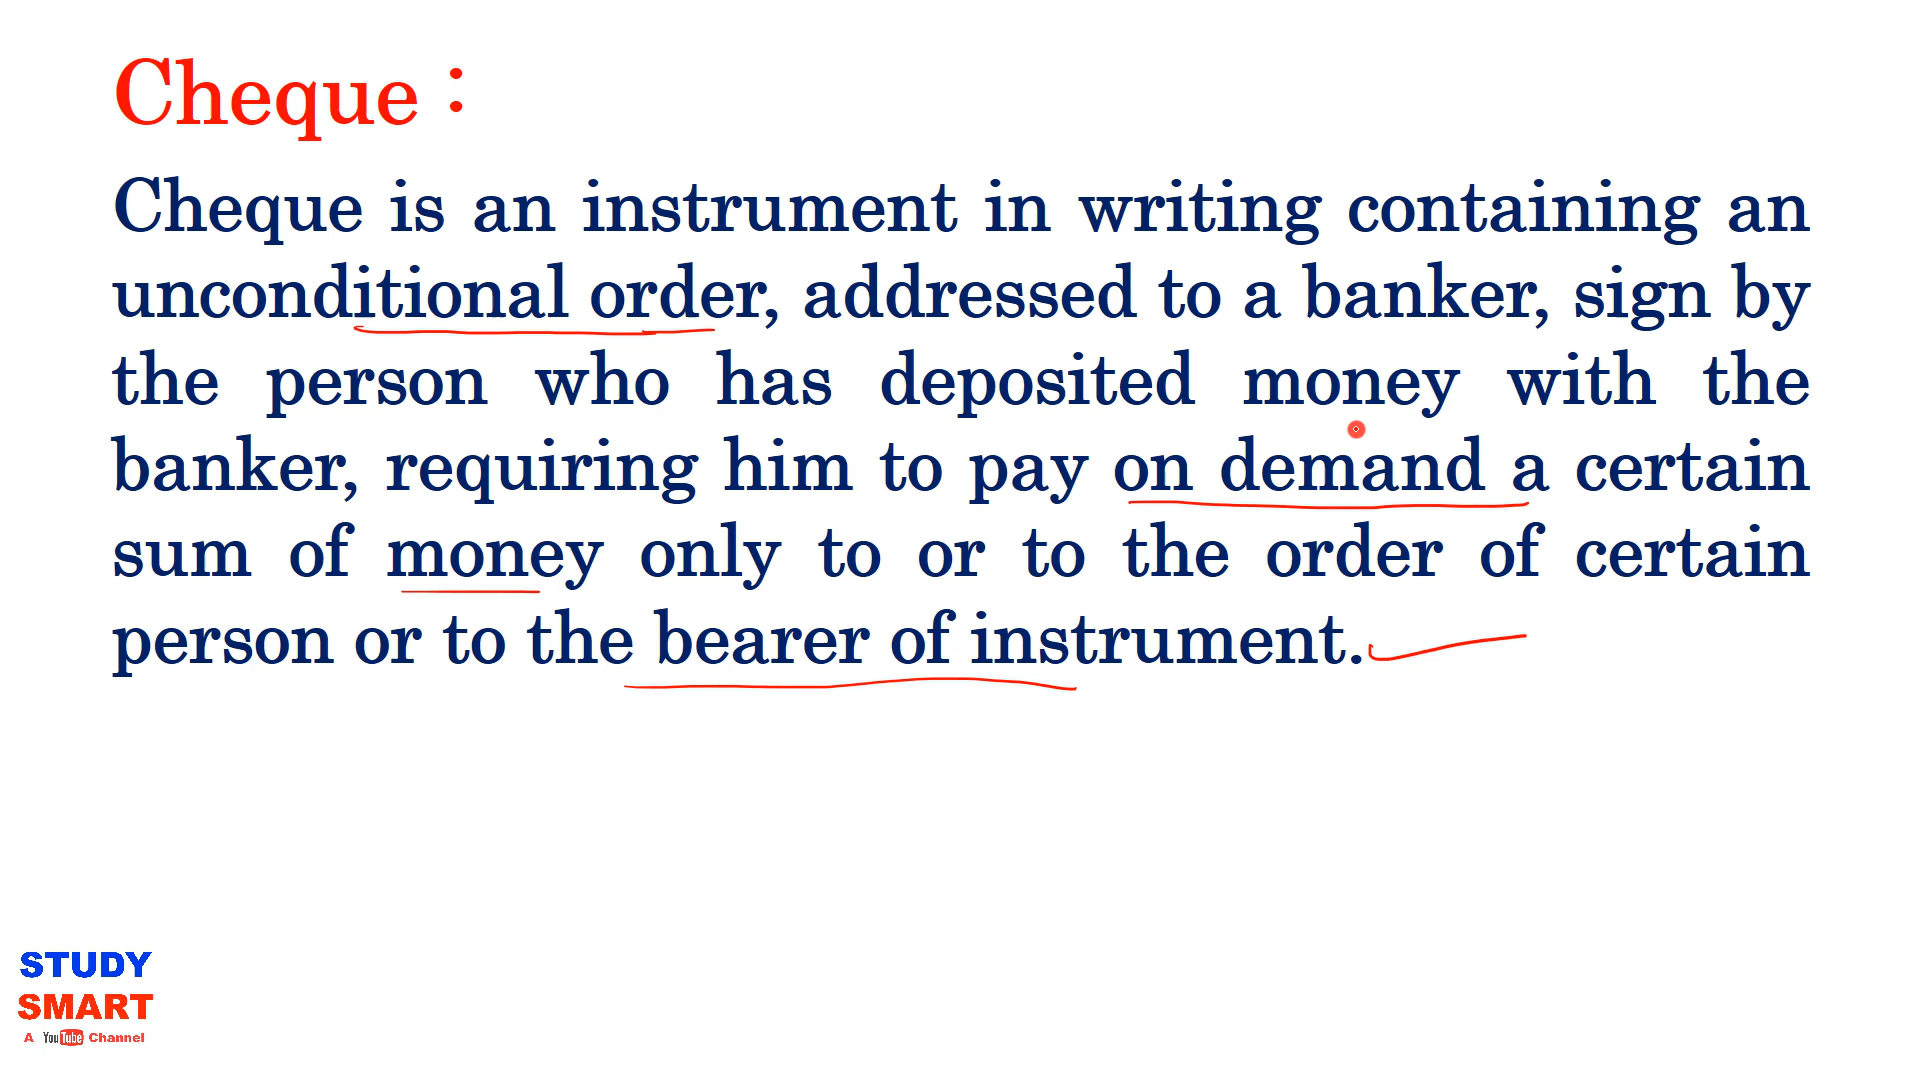 Cheque :
Cheque is an instrument in writing containing an
unconditional order, addressed to a banker, sign by
the person who has deposited money with the
banker, requiring him to pay on demand a certain
sum of money only to or to the order of certain
person or to the bearer of instrument.
STUDY
SMART
A YouTube Channel